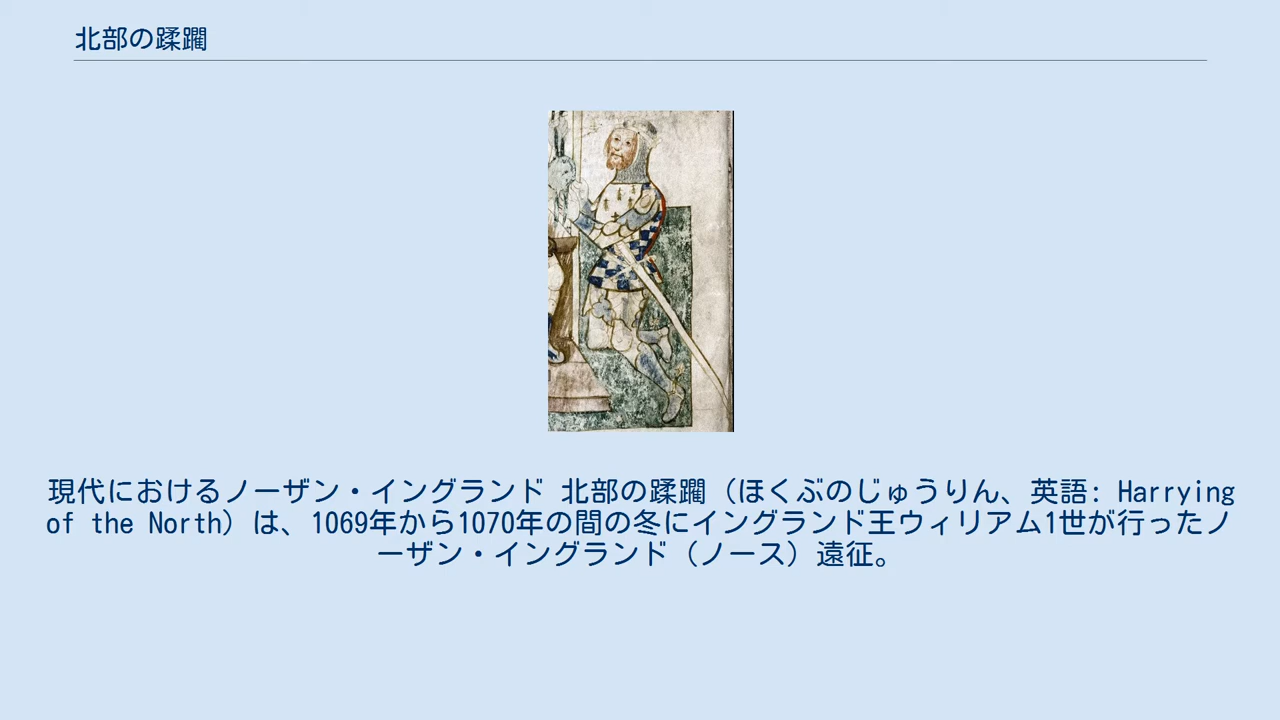 北部の蹂躙
現代におけるノーザン・イングランド 北部の蹂躙（ほくぶのじゅうりん、英語: Harrying
of the North）は、1069年から1070年の間の冬にイングランド王ウィリアム1世が行ったノ
ーザン・イングランド（ノース）遠征。